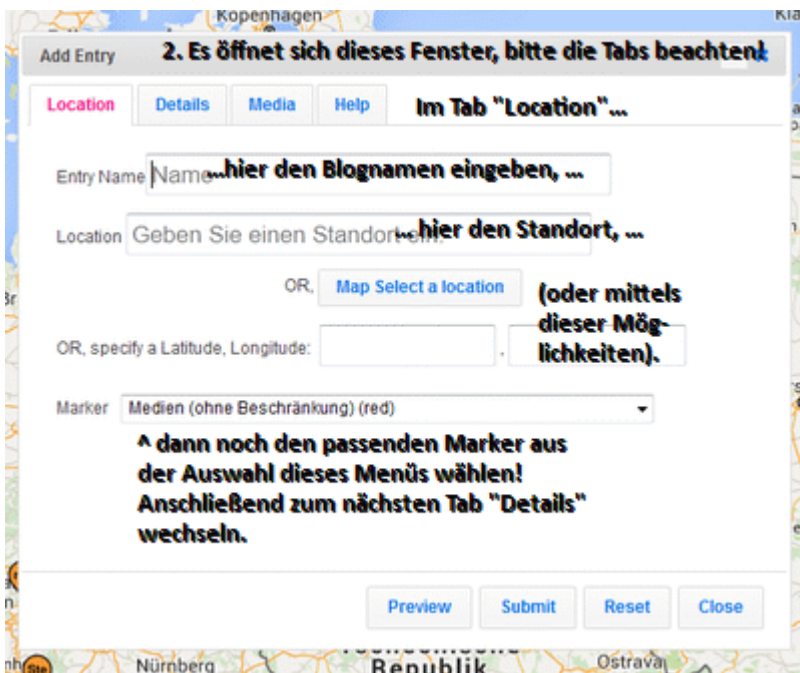 Kopenhagen
Add Entry 2. Es öffnet sich dieses Fenster, bitte die Tabs beachten!
Location Details Media Help Im Tab "Location"...
Entry Name Name ...hier den Blognamen eingeben, ...
Location Geben Sie einen Standort ein. ... hier den Standort, ...
OR, Map Select a location (oder mittels
dieser Mög-
OR, specify a Latitude, Longitude: , lichkeiten).
Marker Medien (ohne Beschränkung) (red)
^ dann noch den passenden Marker aus
der Auswahl dieses Menüs wählen!
Anschließend zum nächsten Tab "Details"
wechseln.
Preview Submit Reset Close
Ste Nürnberg Republik Ostrava